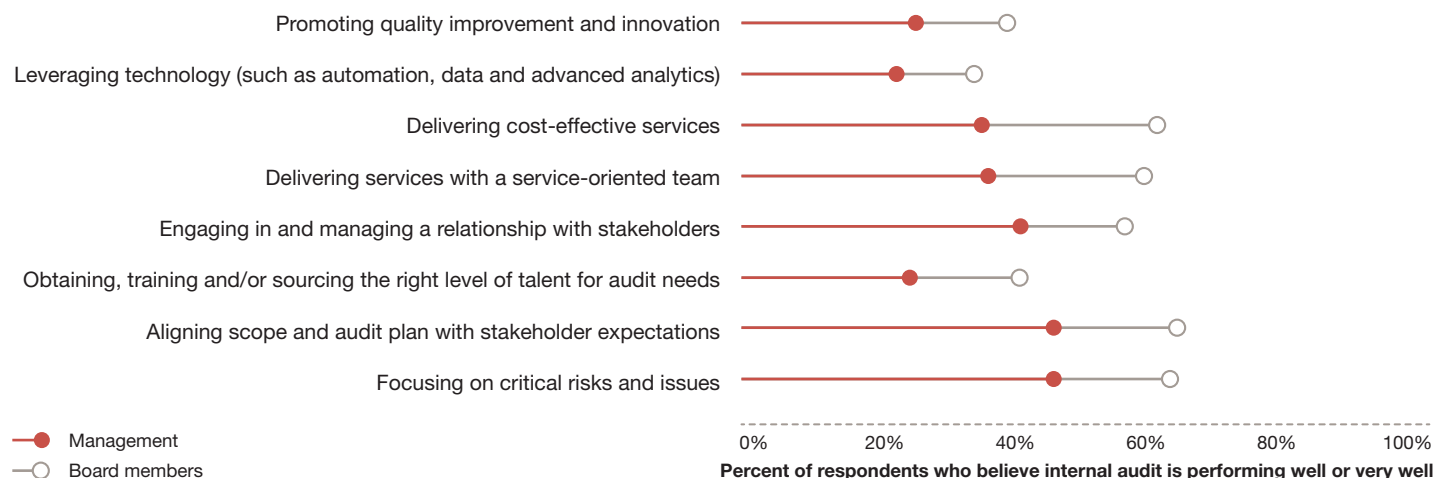 Promoting quality improvement and innovation
Leveraging technology (such as automation, data and advanced analytics)
Delivering cost-effective services
Delivering services with a service-oriented team
Engaging in and managing a relationship with stakeholders
Obtaining, training and/or sourcing the right level of talent for audit needs
Aligning scope and audit plan with stakeholder expectations
Focusing on critical risks and issues
0% 20% 40% 60% 80% 100%
Percent of respondents who believe internal audit is performing well or very well
Management
Board members